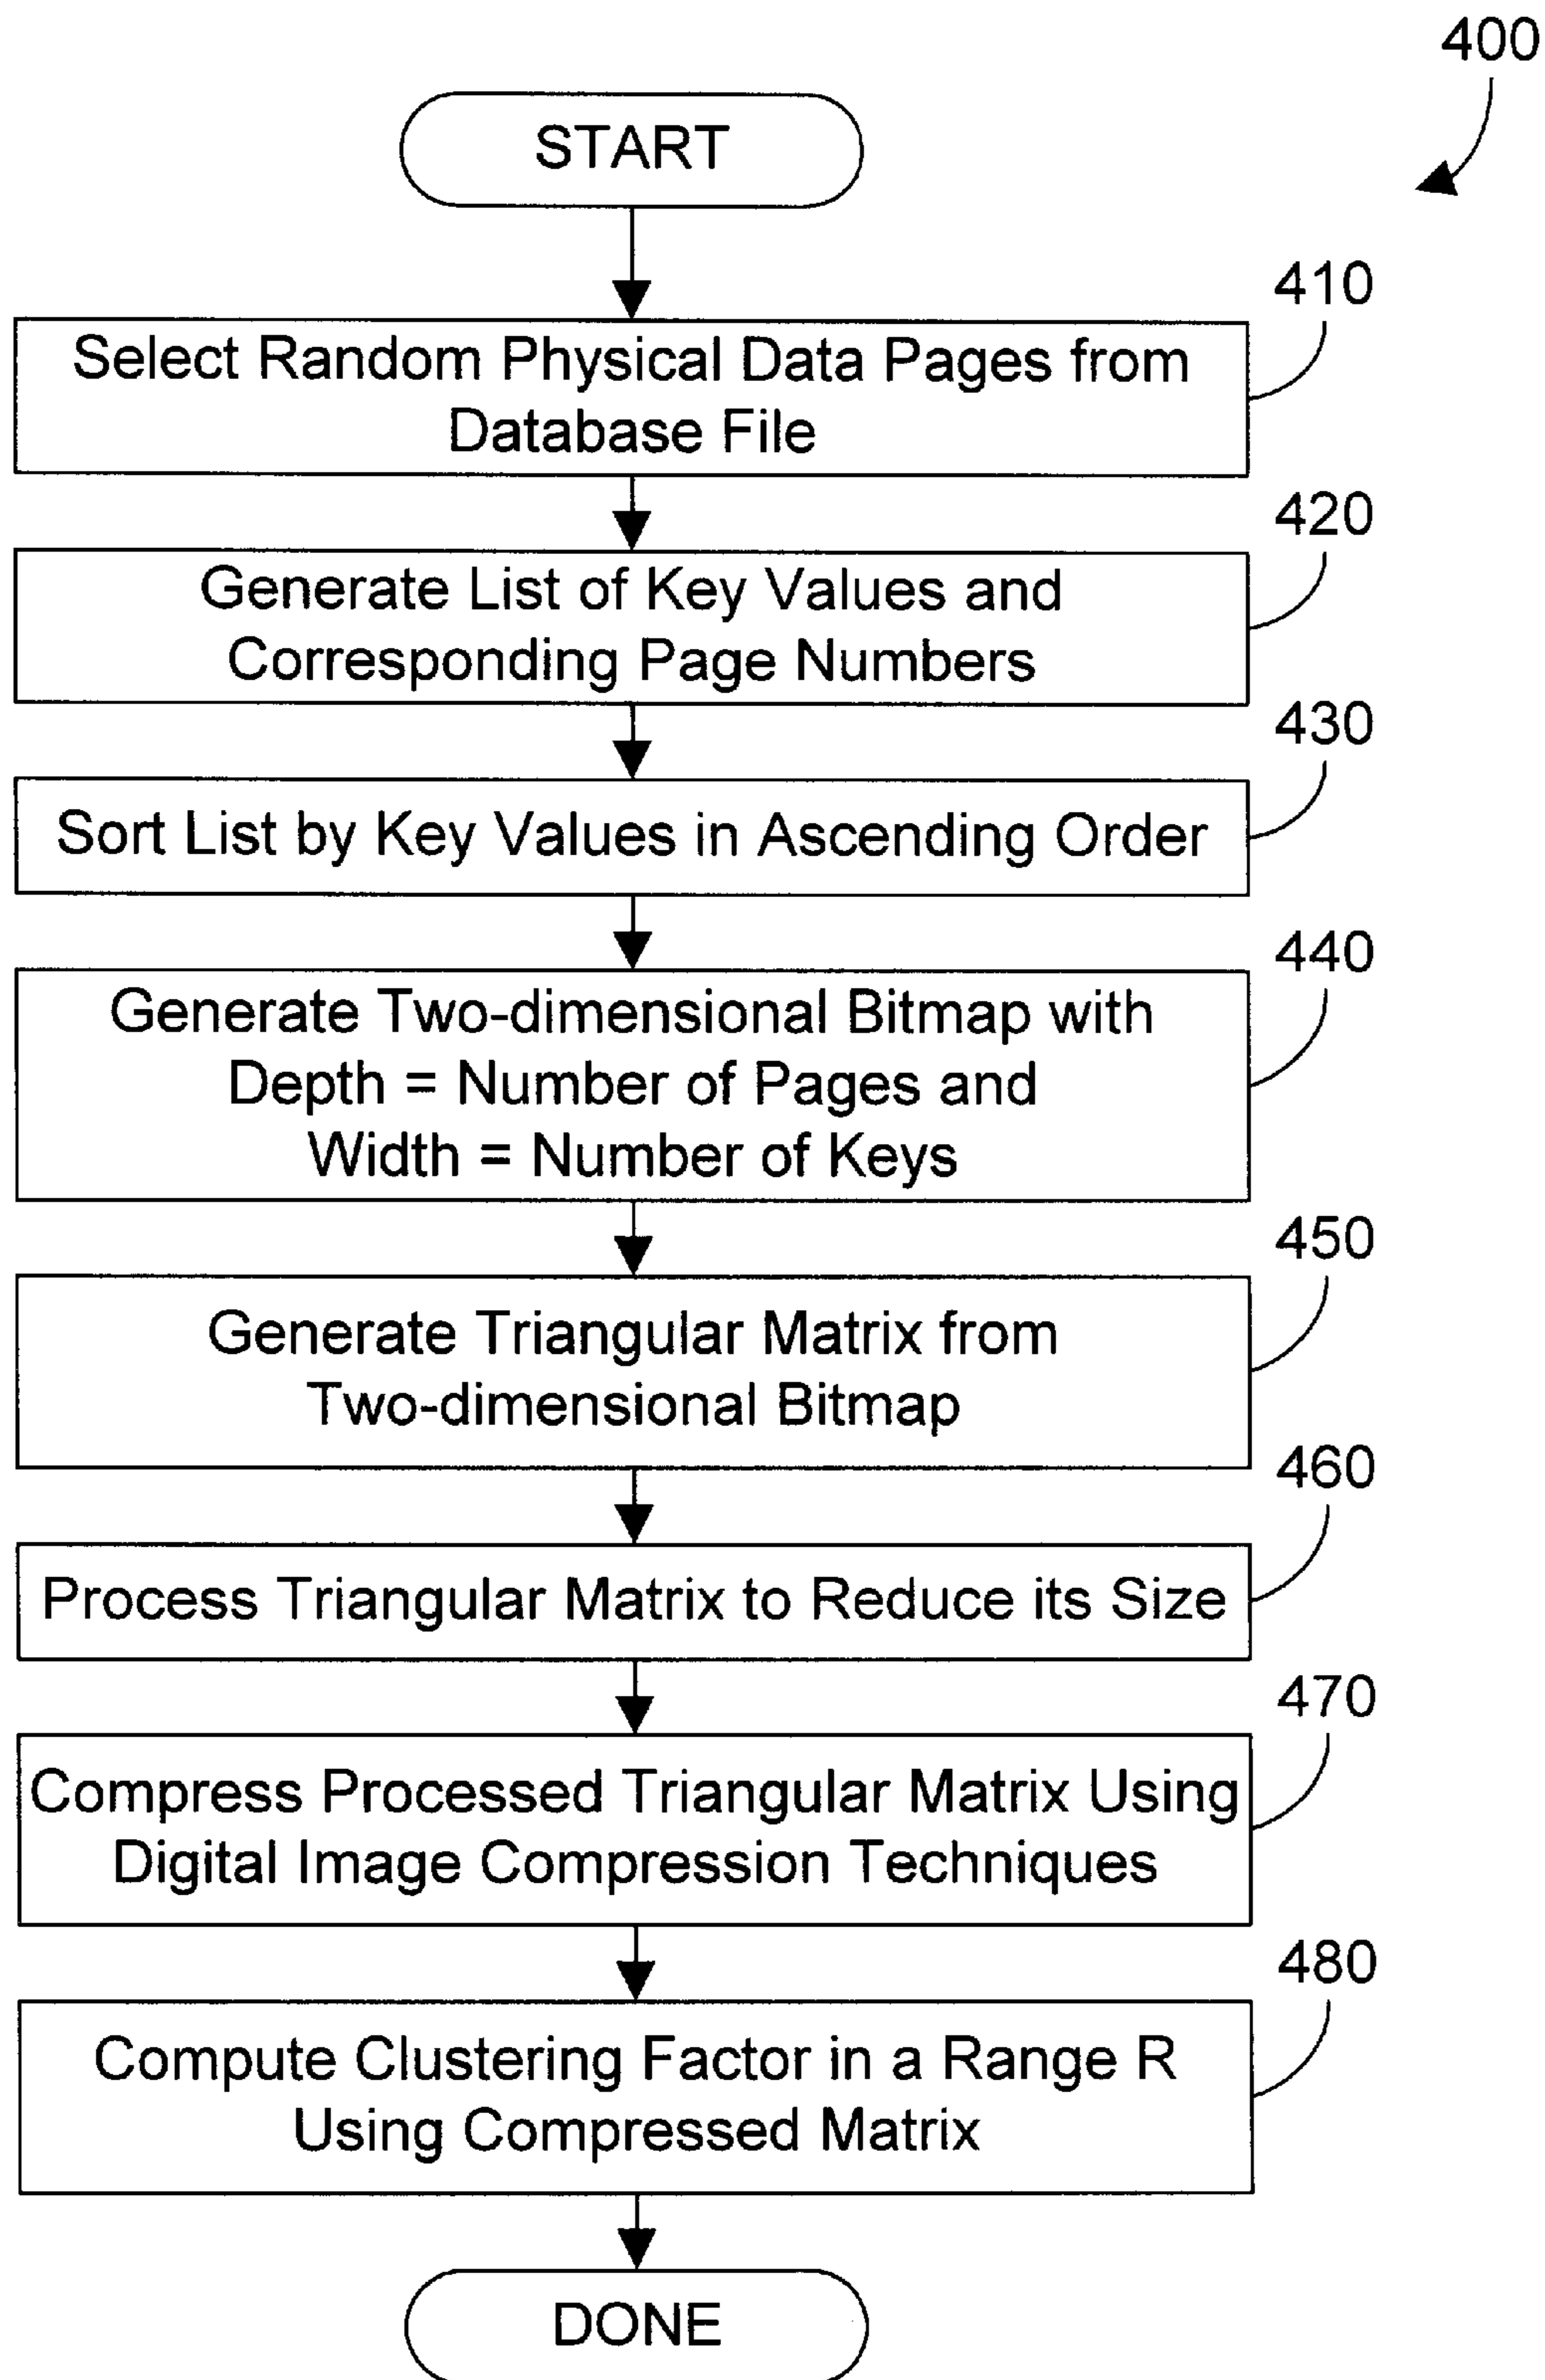 400
START
410
Select Random Physical Data Pages from
Database File
420
Generate List of Key Values and
Corresponding Page Numbers
430
Sort List by Key Values in Ascending Order
440
Generate Two-dimensional Bitmap with
Depth = Number of Pages and
Width = Number of Keys
450
Generate Triangular Matrix from
Two-dimensional Bitmap
460
Process Triangular Matrix to Reduce its Size
470
Compress Processed Triangular Matrix Using
Digital Image Compression Techniques
480
Compute Clustering Factor in a Range R
Using Compressed Matrix
DONE